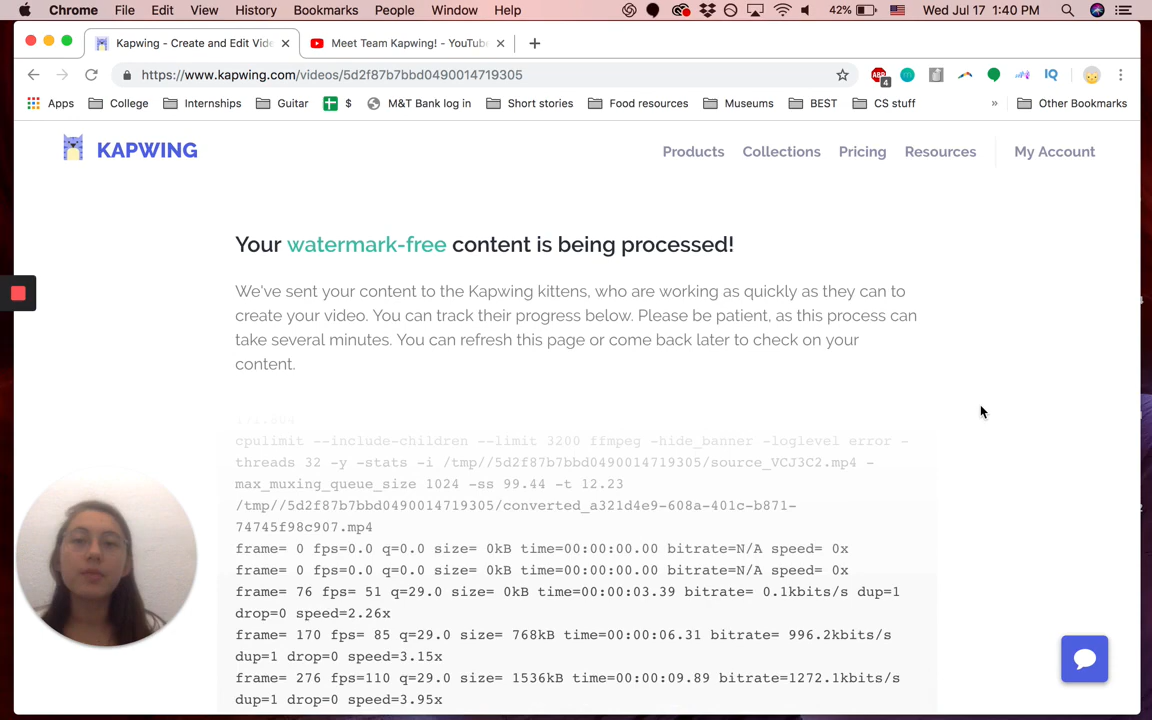 Chrome File Edit View History Bookmarks People Window Help 42% Wed Jul 17 1:40 PM
Kapwing - Create and Edit Vide Meet Team Kapwing! - YouTube
https://www.kapwing.com/videos/5d2f87b7bbd0490014719305 ABP 4 IQ
Apps College Internships Guitar $ M&T Bank log in Short stories Food resources Museums BEST CS stuff » Other Bookmarks
KAPWING Products Collections Pricing Resources My Account
Your watermark-free content is being processed!
We've sent your content to the Kapwing kittens, who are working as quickly as they can to
create your video. You can track their progress below. Please be patient, as this process can
take several minutes. You can refresh this page or come back later to check on your
content.
cpulimit --include-children --limit 3200 ffmpeg -hide_banner -loglevel error -
threads 32 -y -stats -i /tmp//5d2f87b7bbd0490014719305/source_VCJ3C2.mp4 -
max_muxing_queue_size 1024 -ss 99.44 -t 12.23
/tmp//5d2f87b7bbd0490014719305/converted_a321d4e9-608a-401c-b871-
74745f98c907.mp4
frame= 0 fps=0.0 q=0.0 size= 0kB time=00:00:00.00 bitrate=N/A speed= 0x
frame= 0 fps=0.0 q=0.0 size= 0kB time=00:00:00.00 bitrate=N/A speed= 0x
frame= 76 fps= 51 q=29.0 size= 0kB time=00:00:03.39 bitrate= 0.1kbits/s dup=1
drop=0 speed=2.26x
frame= 170 fps= 85 q=29.0 size= 768kB time=00:00:06.31 bitrate= 996.2kbits/s
dup=1 drop=0 speed=3.15x
frame= 276 fps=110 q=29.0 size= 1536kB time=00:00:09.89 bitrate=1272.1kbits/s
dup=1 drop=0 speed=3.95x